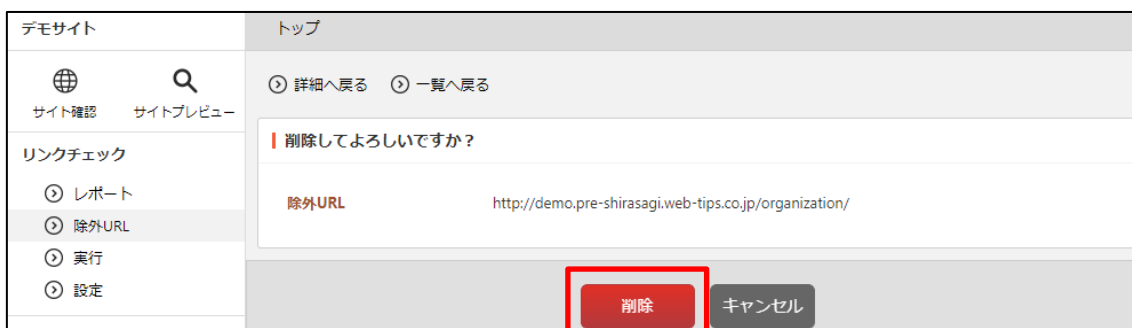 デモサイト
トップ
サイト確認
サイトプレビュー
詳細へ戻る 一覧へ戻る
リンクチェック
レポート
除外URL
実行
設定
削除してよろしいですか？
除外URL http://demo.pre-shirasagi.web-tips.co.jp/organization/
削除 キャンセル